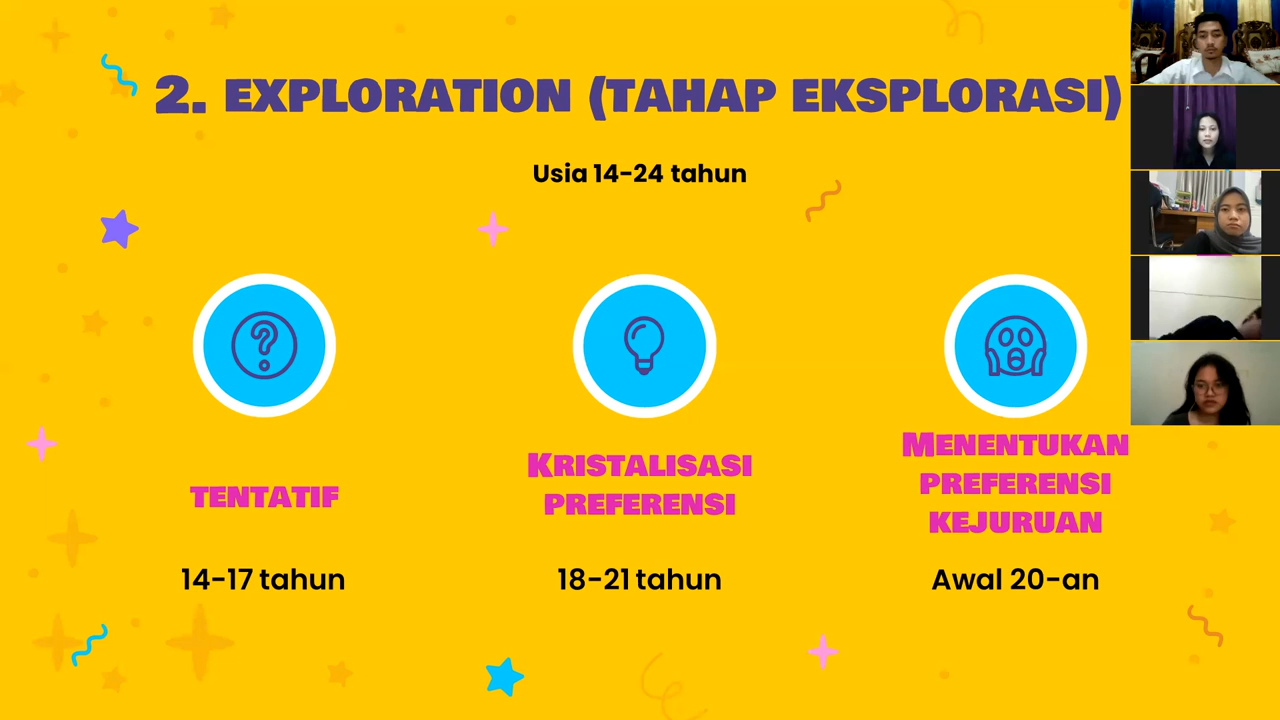 2. EXPLORATION (TAHAP EKSPLORASI)
Usia 14-24 tahun
TENTATIF
14-17 tahun
KRISTALISASI
PREFERENSI
18-21 tahun
MENENTUKAN
PREFERENSI
KEJURUAN
Awal 20-an